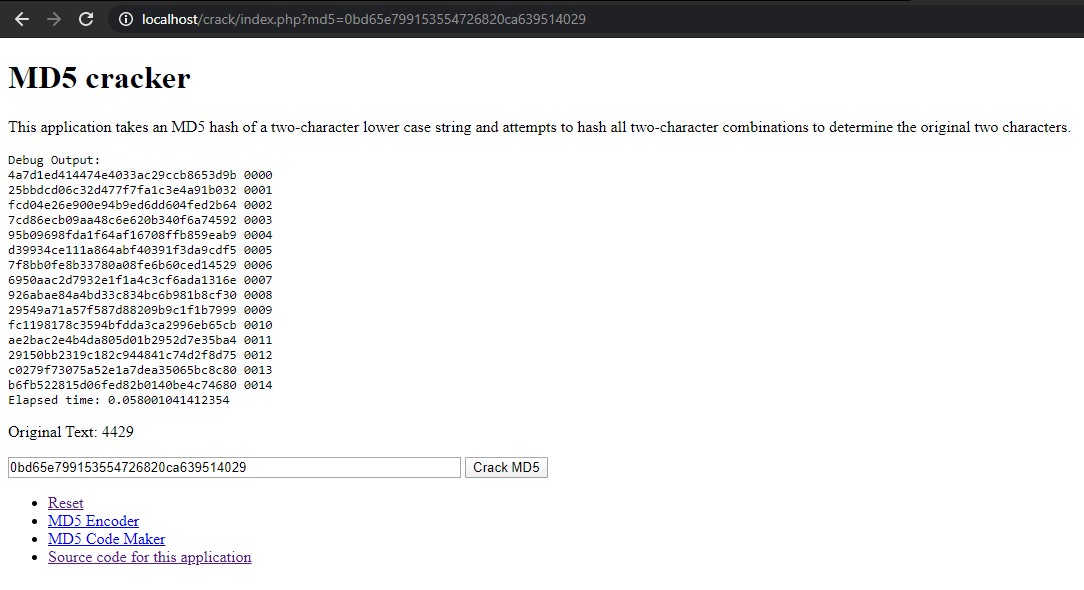 localhost/crack/index.php?md5=0bd65e799153554726820ca639514029
MD5 cracker
This application takes an MD5 hash of a two-character lower case string and attempts to hash all two-character combinations to determine the original two characters.
Debug Output:
4a7d1ed414474e4033ac29ccb8653d9b 0000
25bbdcd06c32d477f7fa1c3e4a91b032 0001
fcd04e26e900e94b9ed6dd604fed2b64 0002
7cd86ecb09aa48c6e620b340f6a74592 0003
95b09698fda1f64af16708ffb859eab9 0004
d39934ce111a864abf40391f3da9cdf5 0005
7f8bb0fe8b33780a08fe6b60ced14529 0006
6950aac2d7932e1f1a4c3cf6ada1316e 0007
926abae84a4bd33c834bc6b981b8cf30 0008
29549a71a57f587d88209b9c1f1b7999 0009
fc1198178c3594bfdda3ca2996eb65cb 0010
ae2bac2e4b4da805d01b2952d7e35ba4 0011
29150bb2319c182c944841c74d2f8d75 0012
c0279f73075a52e1a7dea35065bc8c80 0013
b6fb522815d06fed82b0140be4c74680 0014
Elapsed time: 0.058001041412354
Original Text: 4429
0bd65e799153554726820ca639514029 Crack MD5
• Reset
• MD5 Encoder
• MD5 Code Maker
• Source code for this application